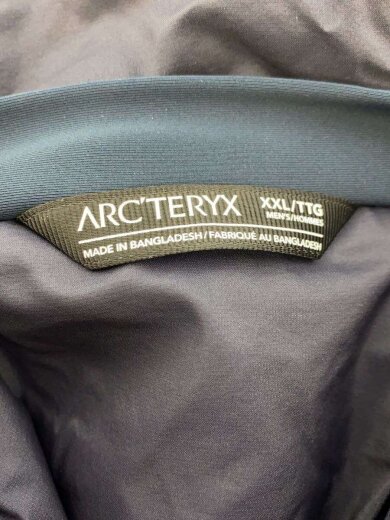 ARC'TERYX XXL/TTG
MEN'S/HOMMES
MADE IN BANGLADESH/FABRIQUÉ AU BANGLADESH